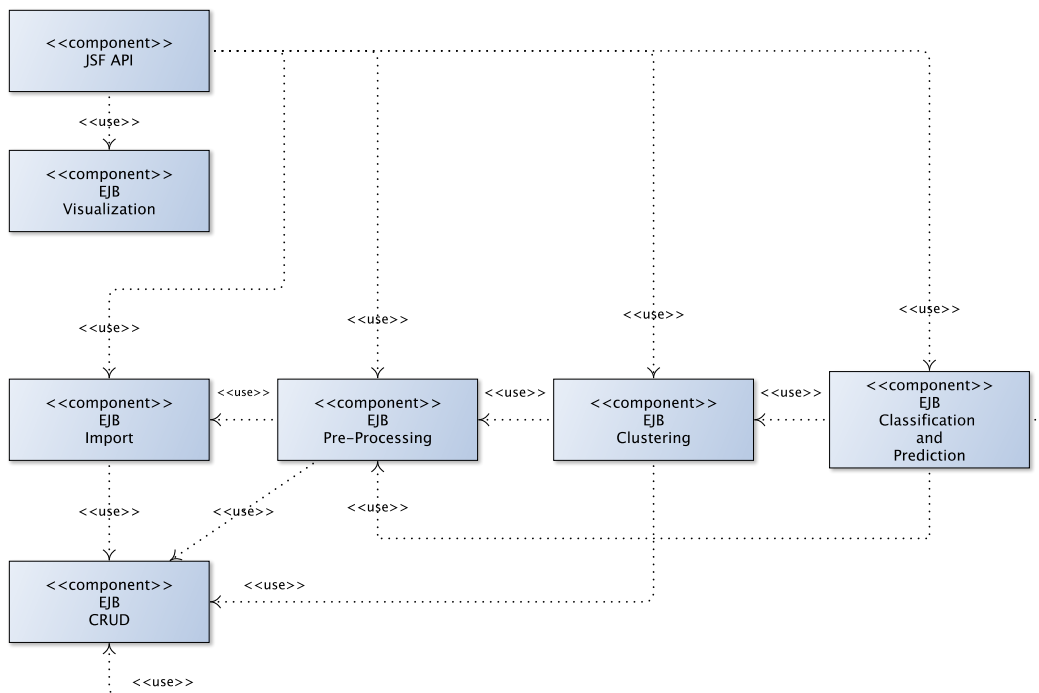 <<component>>
JSF API
<<use>>
<<component>>
EJB
Visualization
<<use>>
<<use>>
<<use>>
<<use>>
<<component>>
EJB
Import
<<use>>
<<component>>
EJB
Pre-Processing
<<use>>
<<component>>
EJB
Clustering
<<use>>
<<component>>
EJB
Classification
and
Prediction
<<use>>
<<use>>
<<use>>
<<component>>
EJB
CRUD
<<use>>
<<use>>